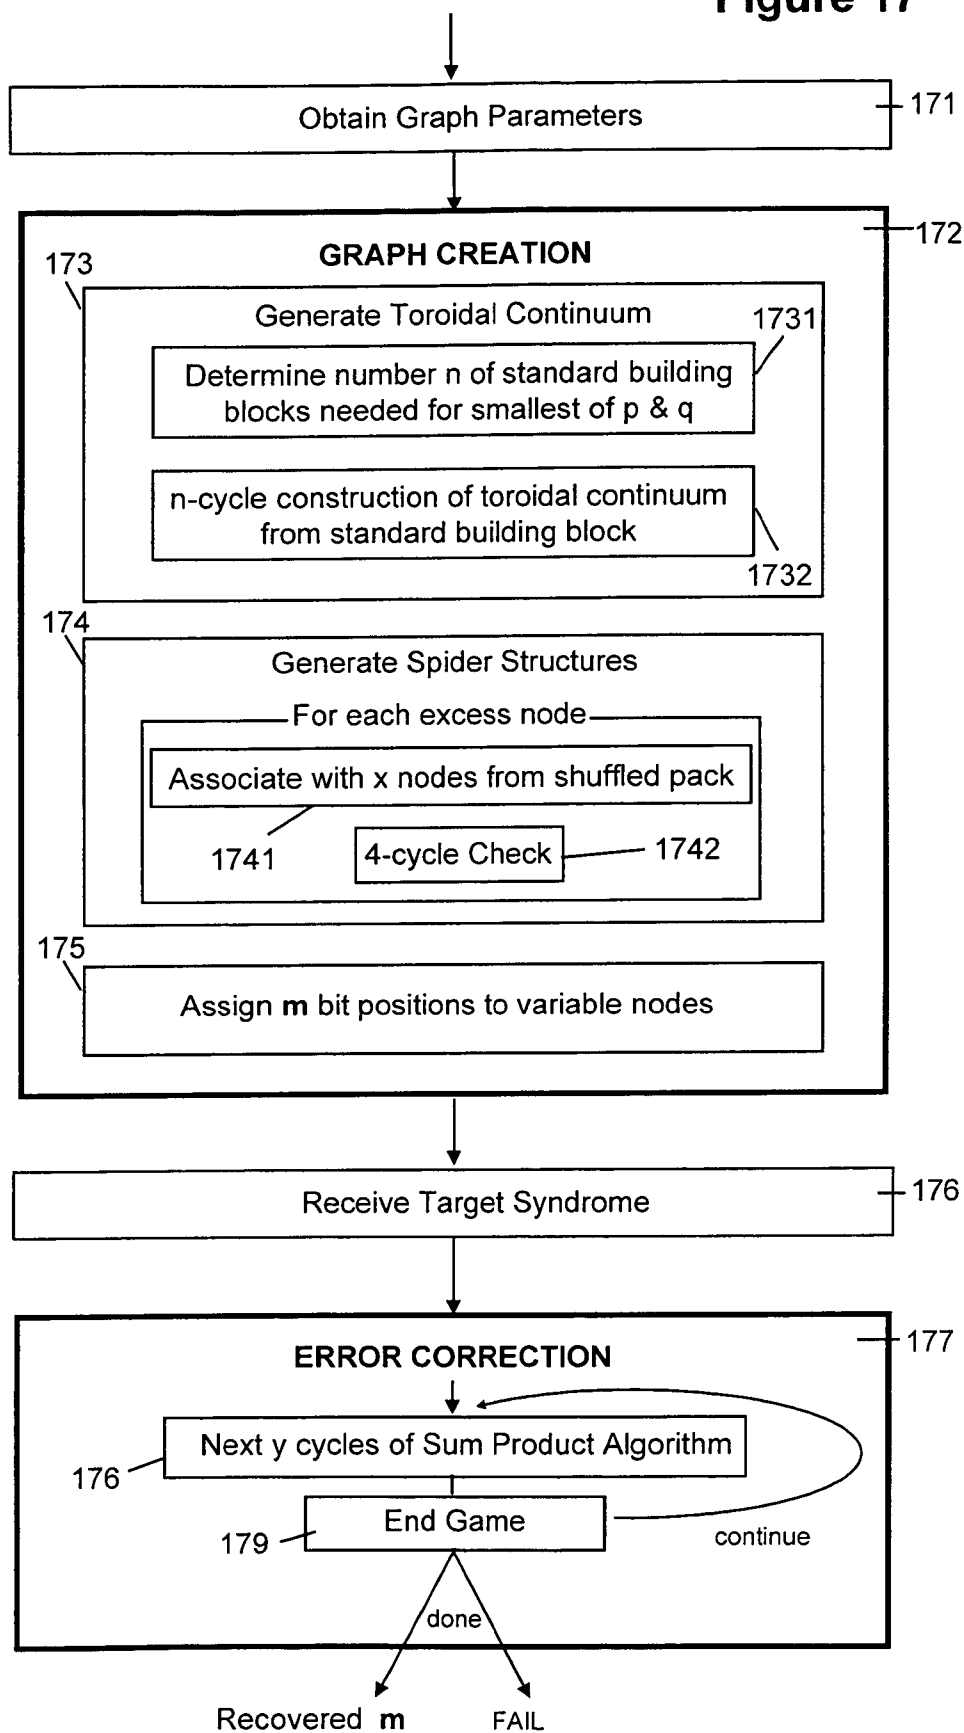 Figure 17
Obtain Graph Parameters
171
172
GRAPH CREATION
173
Generate Toroidal Continuum
1731
Determine number n of standard building
blocks needed for smallest of p & q
n-cycle construction of toroidal continuum
from standard building block
1732
174
Generate Spider Structures
For each excess node
Associate with x nodes from shuffled pack
1741
4-cycle Check
1742
175
Assign m bit positions to variable nodes
Receive Target Syndrome
176
177
ERROR CORRECTION
Next y cycles of Sum Product Algorithm
176
End Game
179
continue
done
Recovered m
FAIL